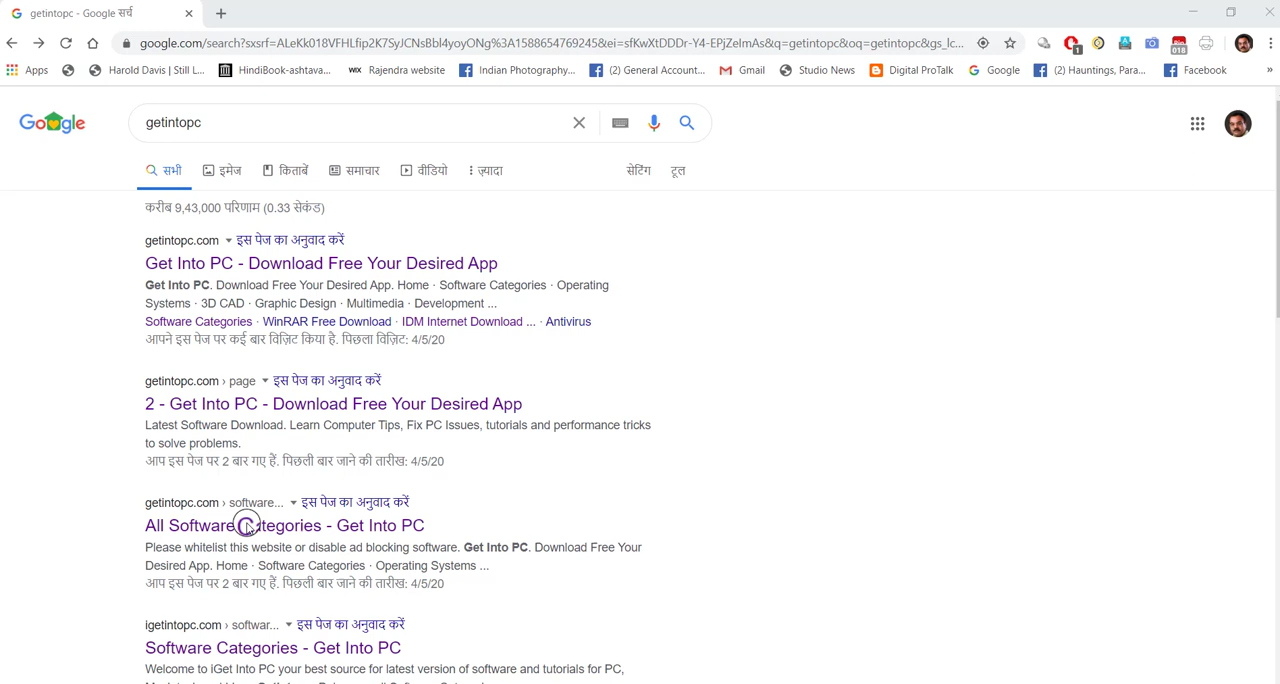 getintopc - Google सर्च
google.com/search?sxsrf=ALeKk018VFHLfip2K7SyJCNa3bl4yoyONg%3A1588654769245&ei=sfKwXtDDDr-Y4-EPjZeImAs&q=getintopc&oq=getintopc&gs_lc...
1
018
Apps
Harold Davis | Still L...
HindiBook-ashtava...
WIX
Rajendra website
Indian Photography...
(2) General Account...
Gmail
Studio News
Digital ProTalk
Google
(2) Hauntings, Para...
Facebook
»
Google
getintopc
सभी
इमेज
किताबें
समाचार
वीडियो
ज़्यादा
सेटिंग
टूल
करीब 9,43,000 परिणाम (0.33 सेकंड)
getintopc.com इस पेज का अनुवाद करें
Get Into PC - Download Free Your Desired App
Get Into PC. Download Free Your Desired App. Home · Software Categories · Operating
Systems · 3D CAD · Graphic Design · Multimedia · Development ...
Software Categories · WinRAR Free Download · IDM Internet Download ... · Antivirus
आपने इस पेज पर कई बार विज़िट किया है. पिछला विज़िट: 4/5/20
getintopc.com › page इस पेज का अनुवाद करें
2 - Get Into PC - Download Free Your Desired App
Latest Software Download. Learn Computer Tips, Fix PC Issues, tutorials and performance tricks
to solve problems.
आप इस पेज पर 2 बार गए हैं. पिछली बार जाने की तारीख: 4/5/20
getintopc.com › software... इस पेज का अनुवाद करें
All Software Categories - Get Into PC
Please whitelist this website or disable ad blocking software. Get Into PC. Download Free Your
Desired App. Home · Software Categories · Operating Systems ...
आप इस पेज पर 2 बार गए हैं. पिछली बार जाने की तारीख: 4/5/20
igetintopc.com › softwar... इस पेज का अनुवाद करें
Software Categories - Get Into PC
Welcome to iGet Into PC your best source for latest version of software and tutorials for PC,